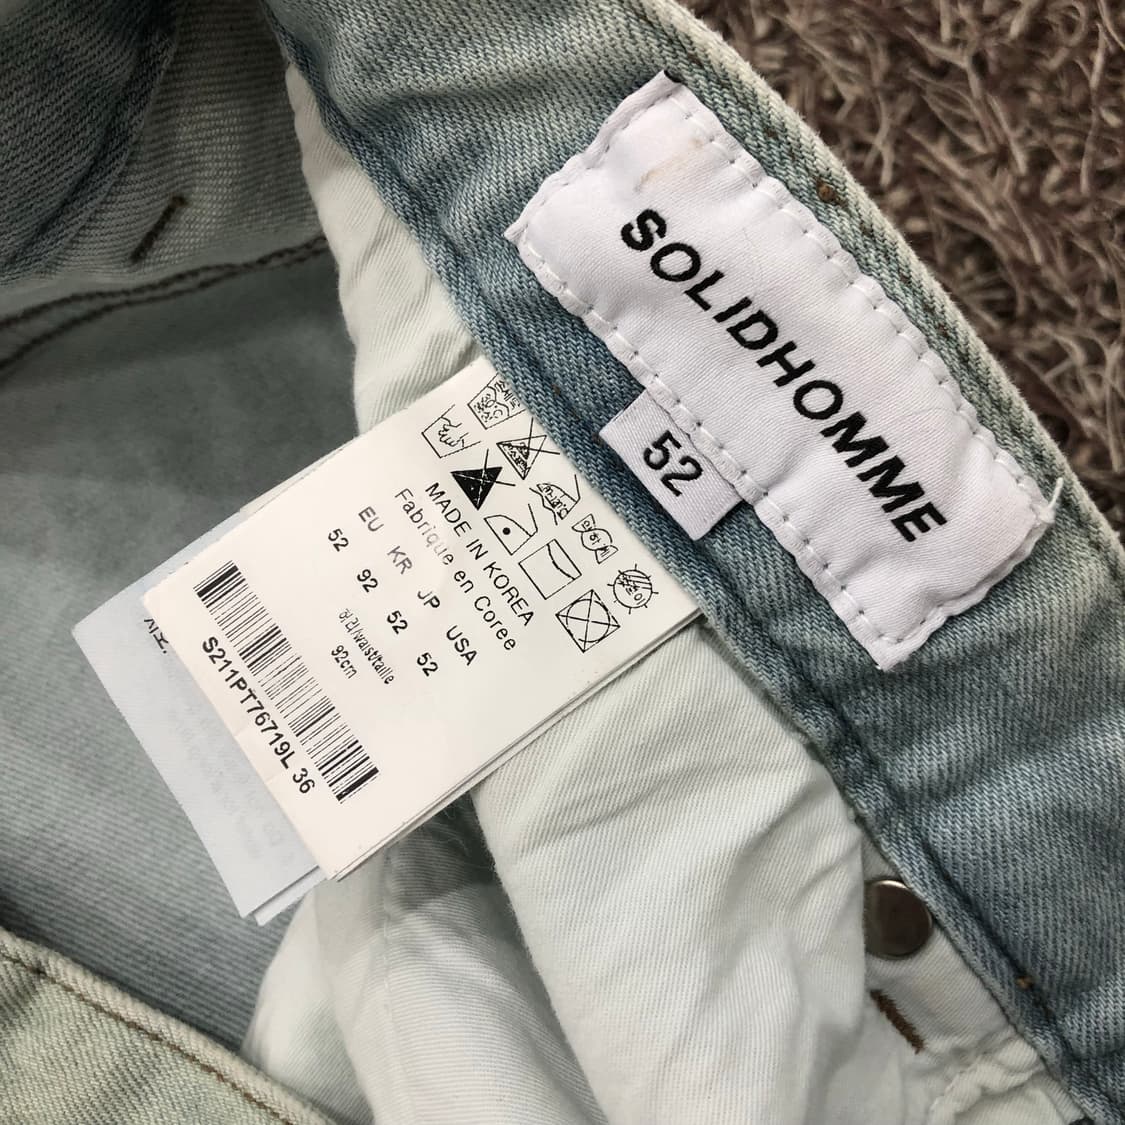 SOLIDHOMME
52
MADE IN KOREA
Fabrique en Coree
EU KR JP USA
52 92 52 52
허리/waist/taille
92cm
S211PT76719L 36